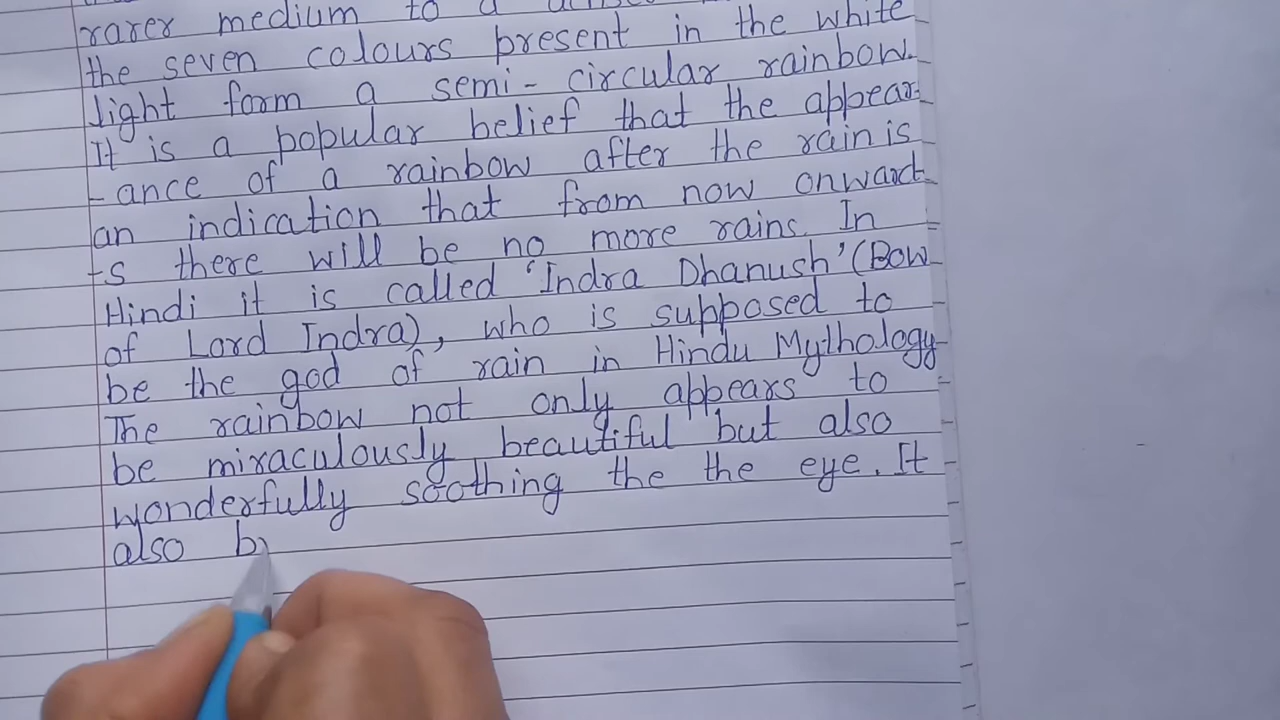 rarer medium to a
the seven colours present in the white
light form a semi-circular rainbow.
It is a popular belief that the appear-
-ance of a rainbow after the rain is
an indication that from now onward-
-s there will be no more rains. In
Hindi it is called 'Indra Dhanush' (Bow
of Lord Indra), who is supposed to
be the god of rain in Hindu Mythology
The rainbow not only appears to
be miraculously beautiful but also
wonderfully soothing the the eye. It
also